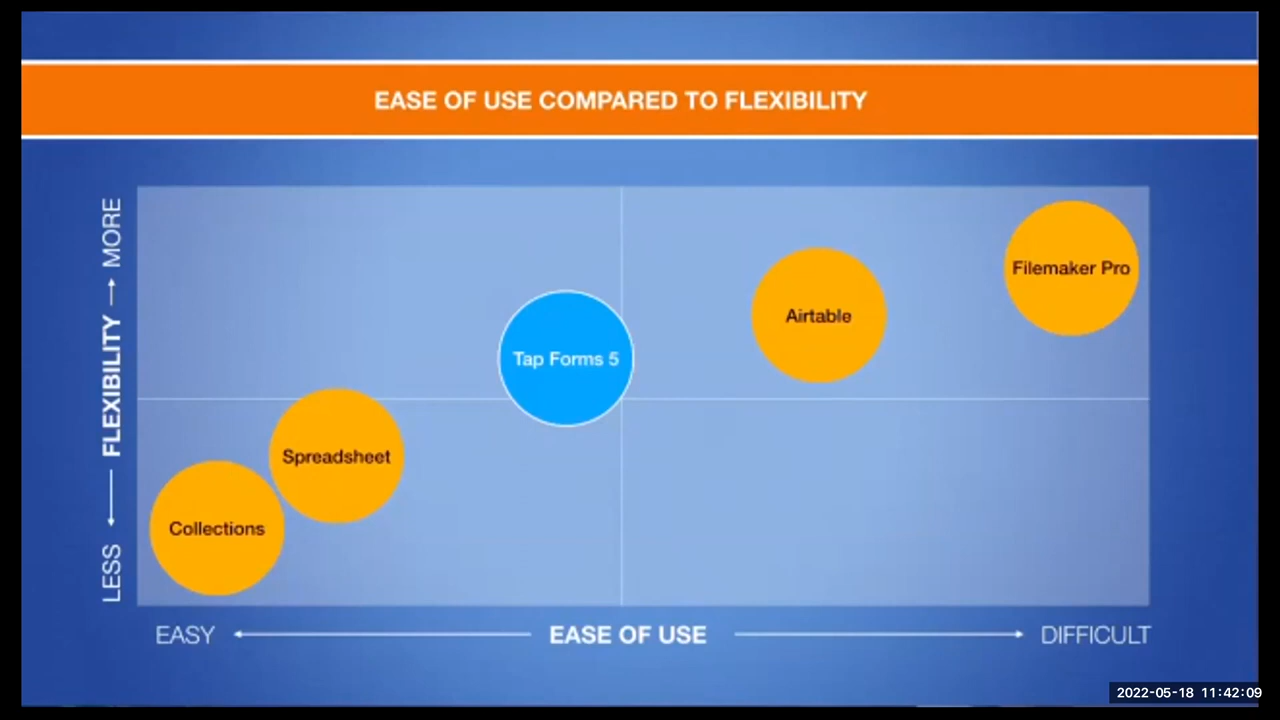 EASE OF USE COMPARED TO FLEXIBILITY
LESS FLEXIBILITY MORE
Filemaker Pro
Airtable
Tap Forms 5
Spreadsheet
Collections
EASY EASE OF USE DIFFICULT
2022-05-18 11:42:09